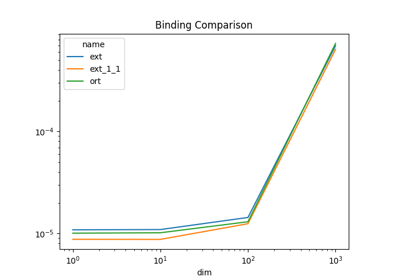 Binding Comparison
name
ext
ext_1_1
ort
10⁻⁴
10⁻⁵
10⁰
10¹
10²
10³
dim